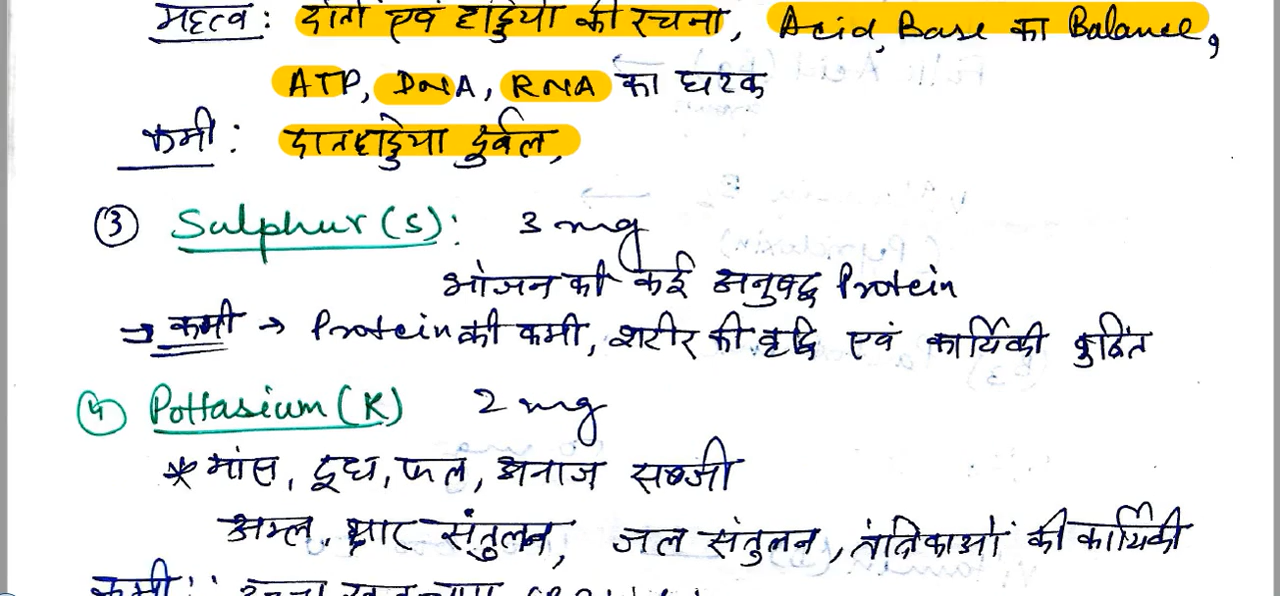 महत्व: दाँतो एवं हड्डियो की रचना, Acid, Base का Balance,
ATP, DNA, RNA का घटक
कमी: दात हड्डिया दुर्बल,
③ Sulphur (S): 3 mg
भोजन की कई अनुबद्ध Protein
→ कमी → Protein की कमी, शरीर की वृद्धि एवं कार्यिकी कुठित
④ Pottasium (K) 2 mg
* मांस, दूध, फल, अनाज सब्जी
अम्ल, क्षार संतुलन, जल संतुलन, तंत्रिकाओं की कार्यिकी
कमी: